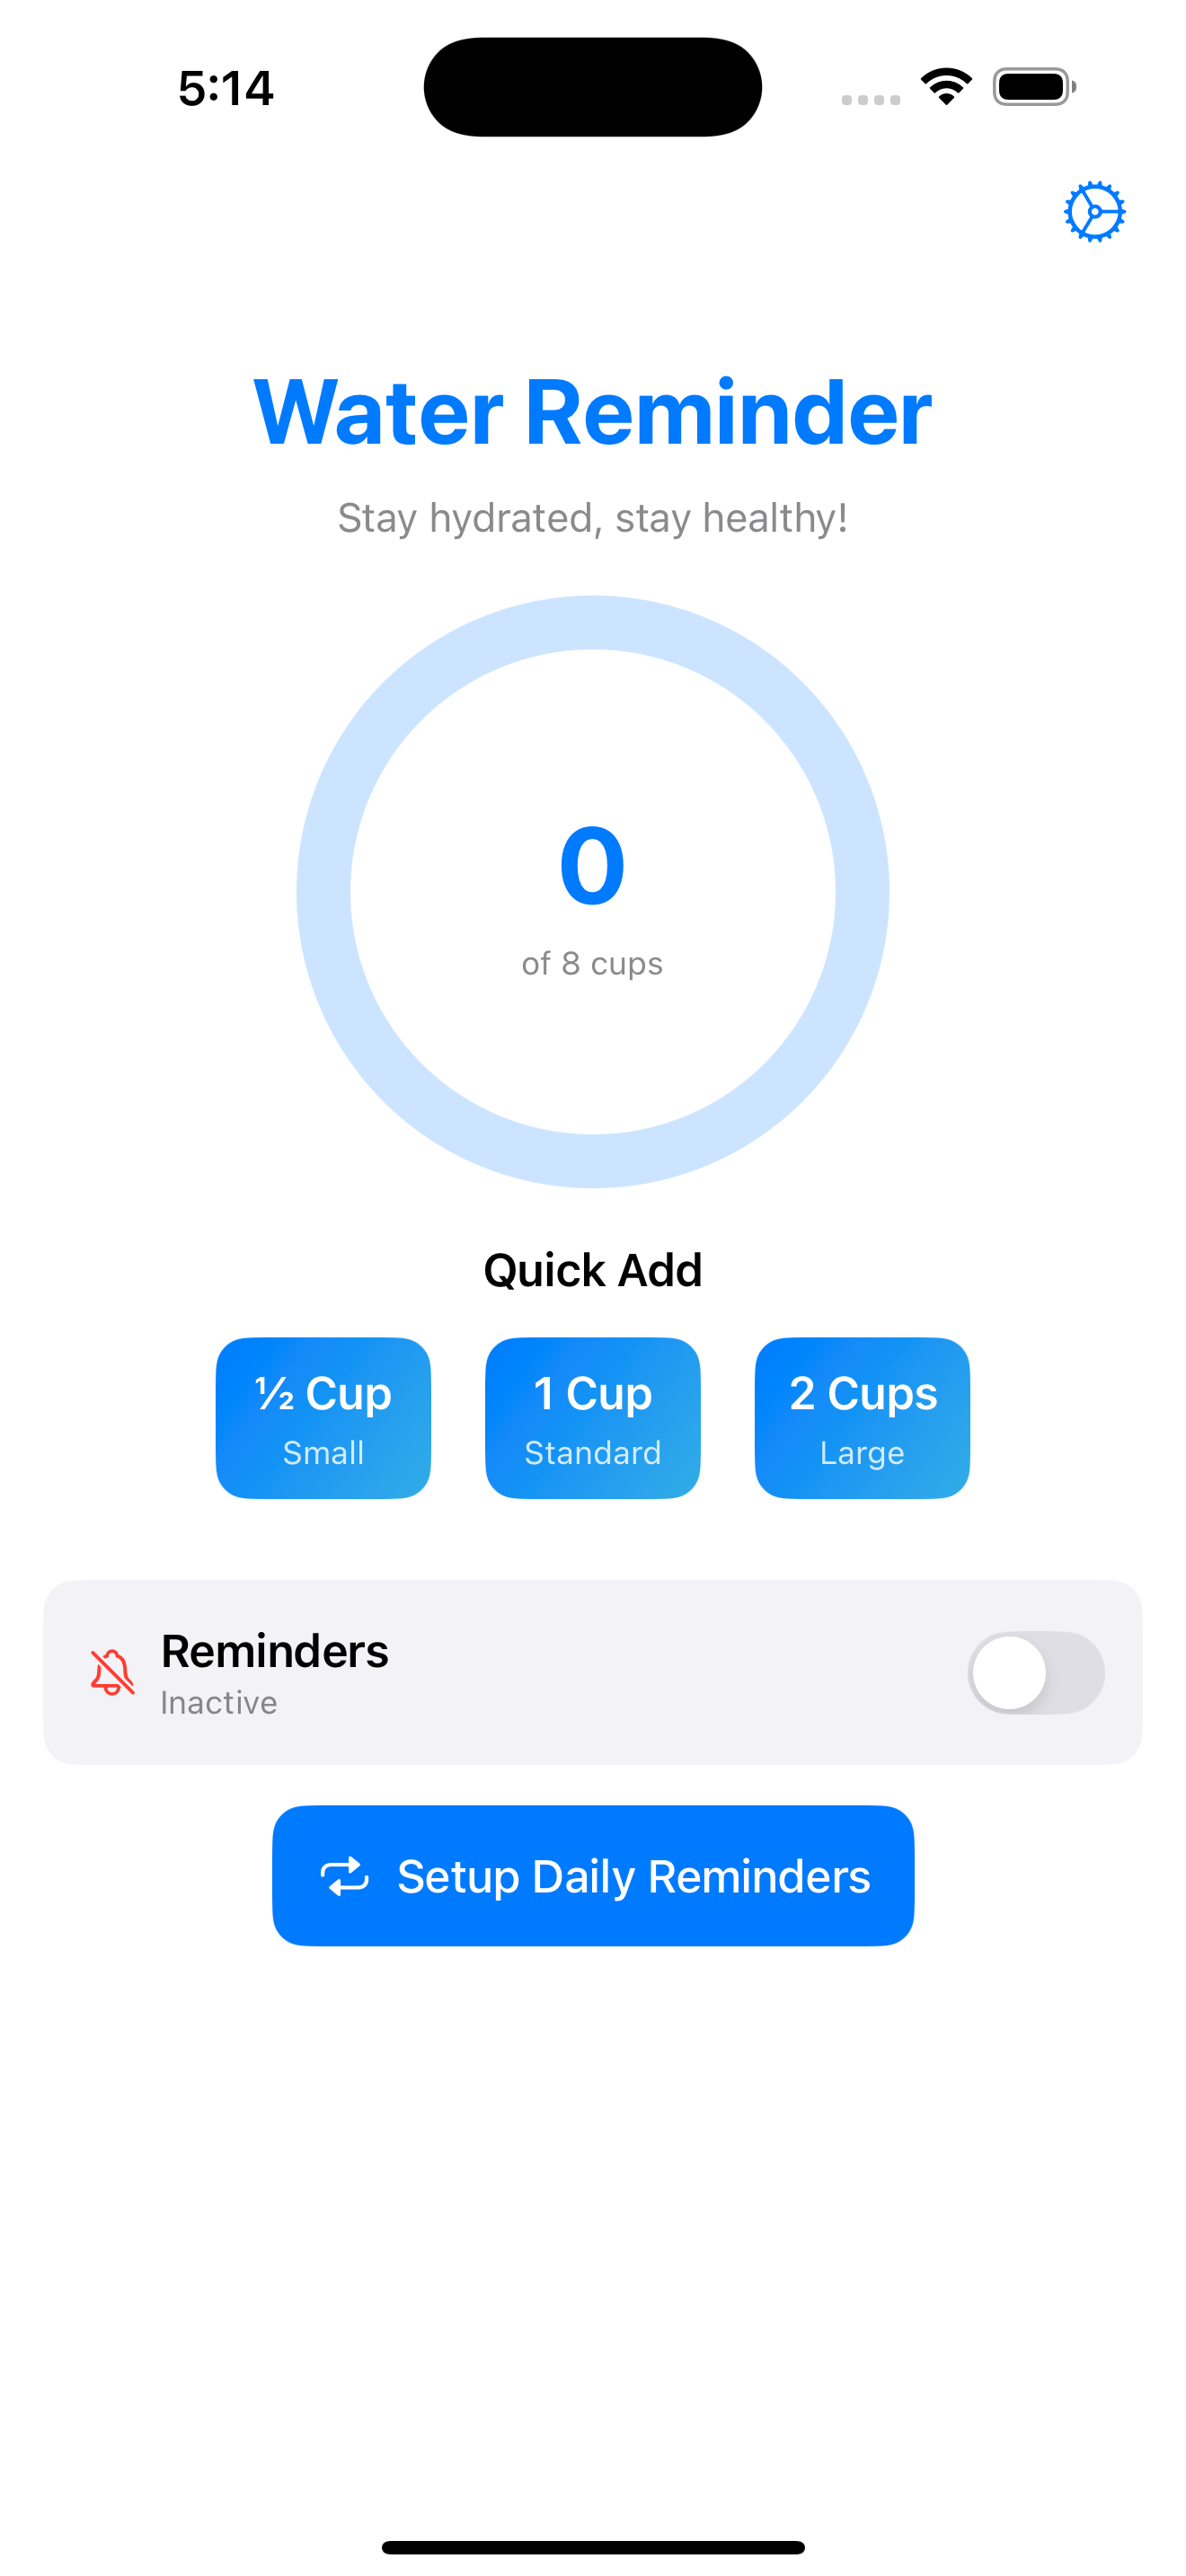 5:14
Water Reminder
Stay hydrated, stay healthy!
0
of 8 cups
Quick Add
½ Cup
Small
1 Cup
Standard
2 Cups
Large
Reminders
Inactive
Setup Daily Reminders